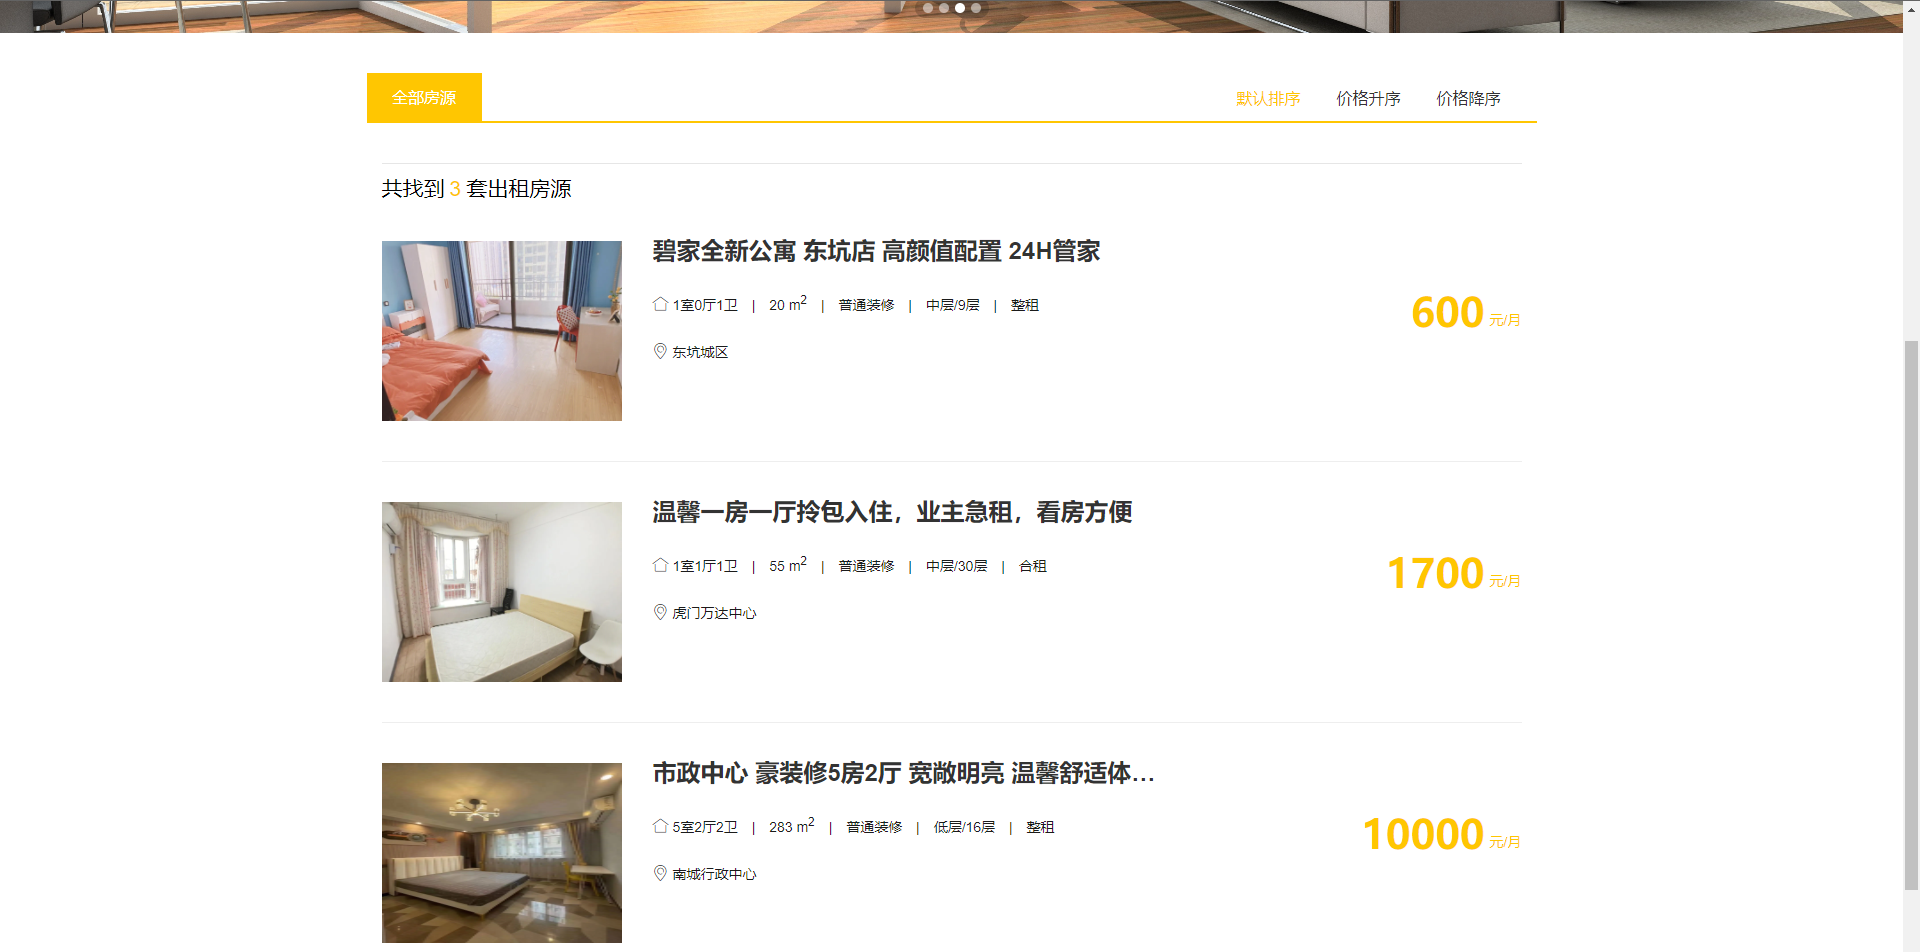 全部房源
默认排序 价格升序 价格降序
共找到 3 套出租房源
碧家全新公寓 东坑店 高颜值配置 24H管家
1室0厅1卫 | 20 m² | 普通装修 | 中层/9层 | 整租
600 元/月
东坑城区
温馨一房一厅拎包入住，业主急租，看房方便
1室1厅1卫 | 55 m² | 普通装修 | 中层/30层 | 合租
1700 元/月
虎门万达中心
市政中心 豪装修5房2厅 宽敞明亮 温馨舒适体...
5室2厅2卫 | 283 m² | 普通装修 | 低层/16层 | 整租
10000 元/月
南城行政中心